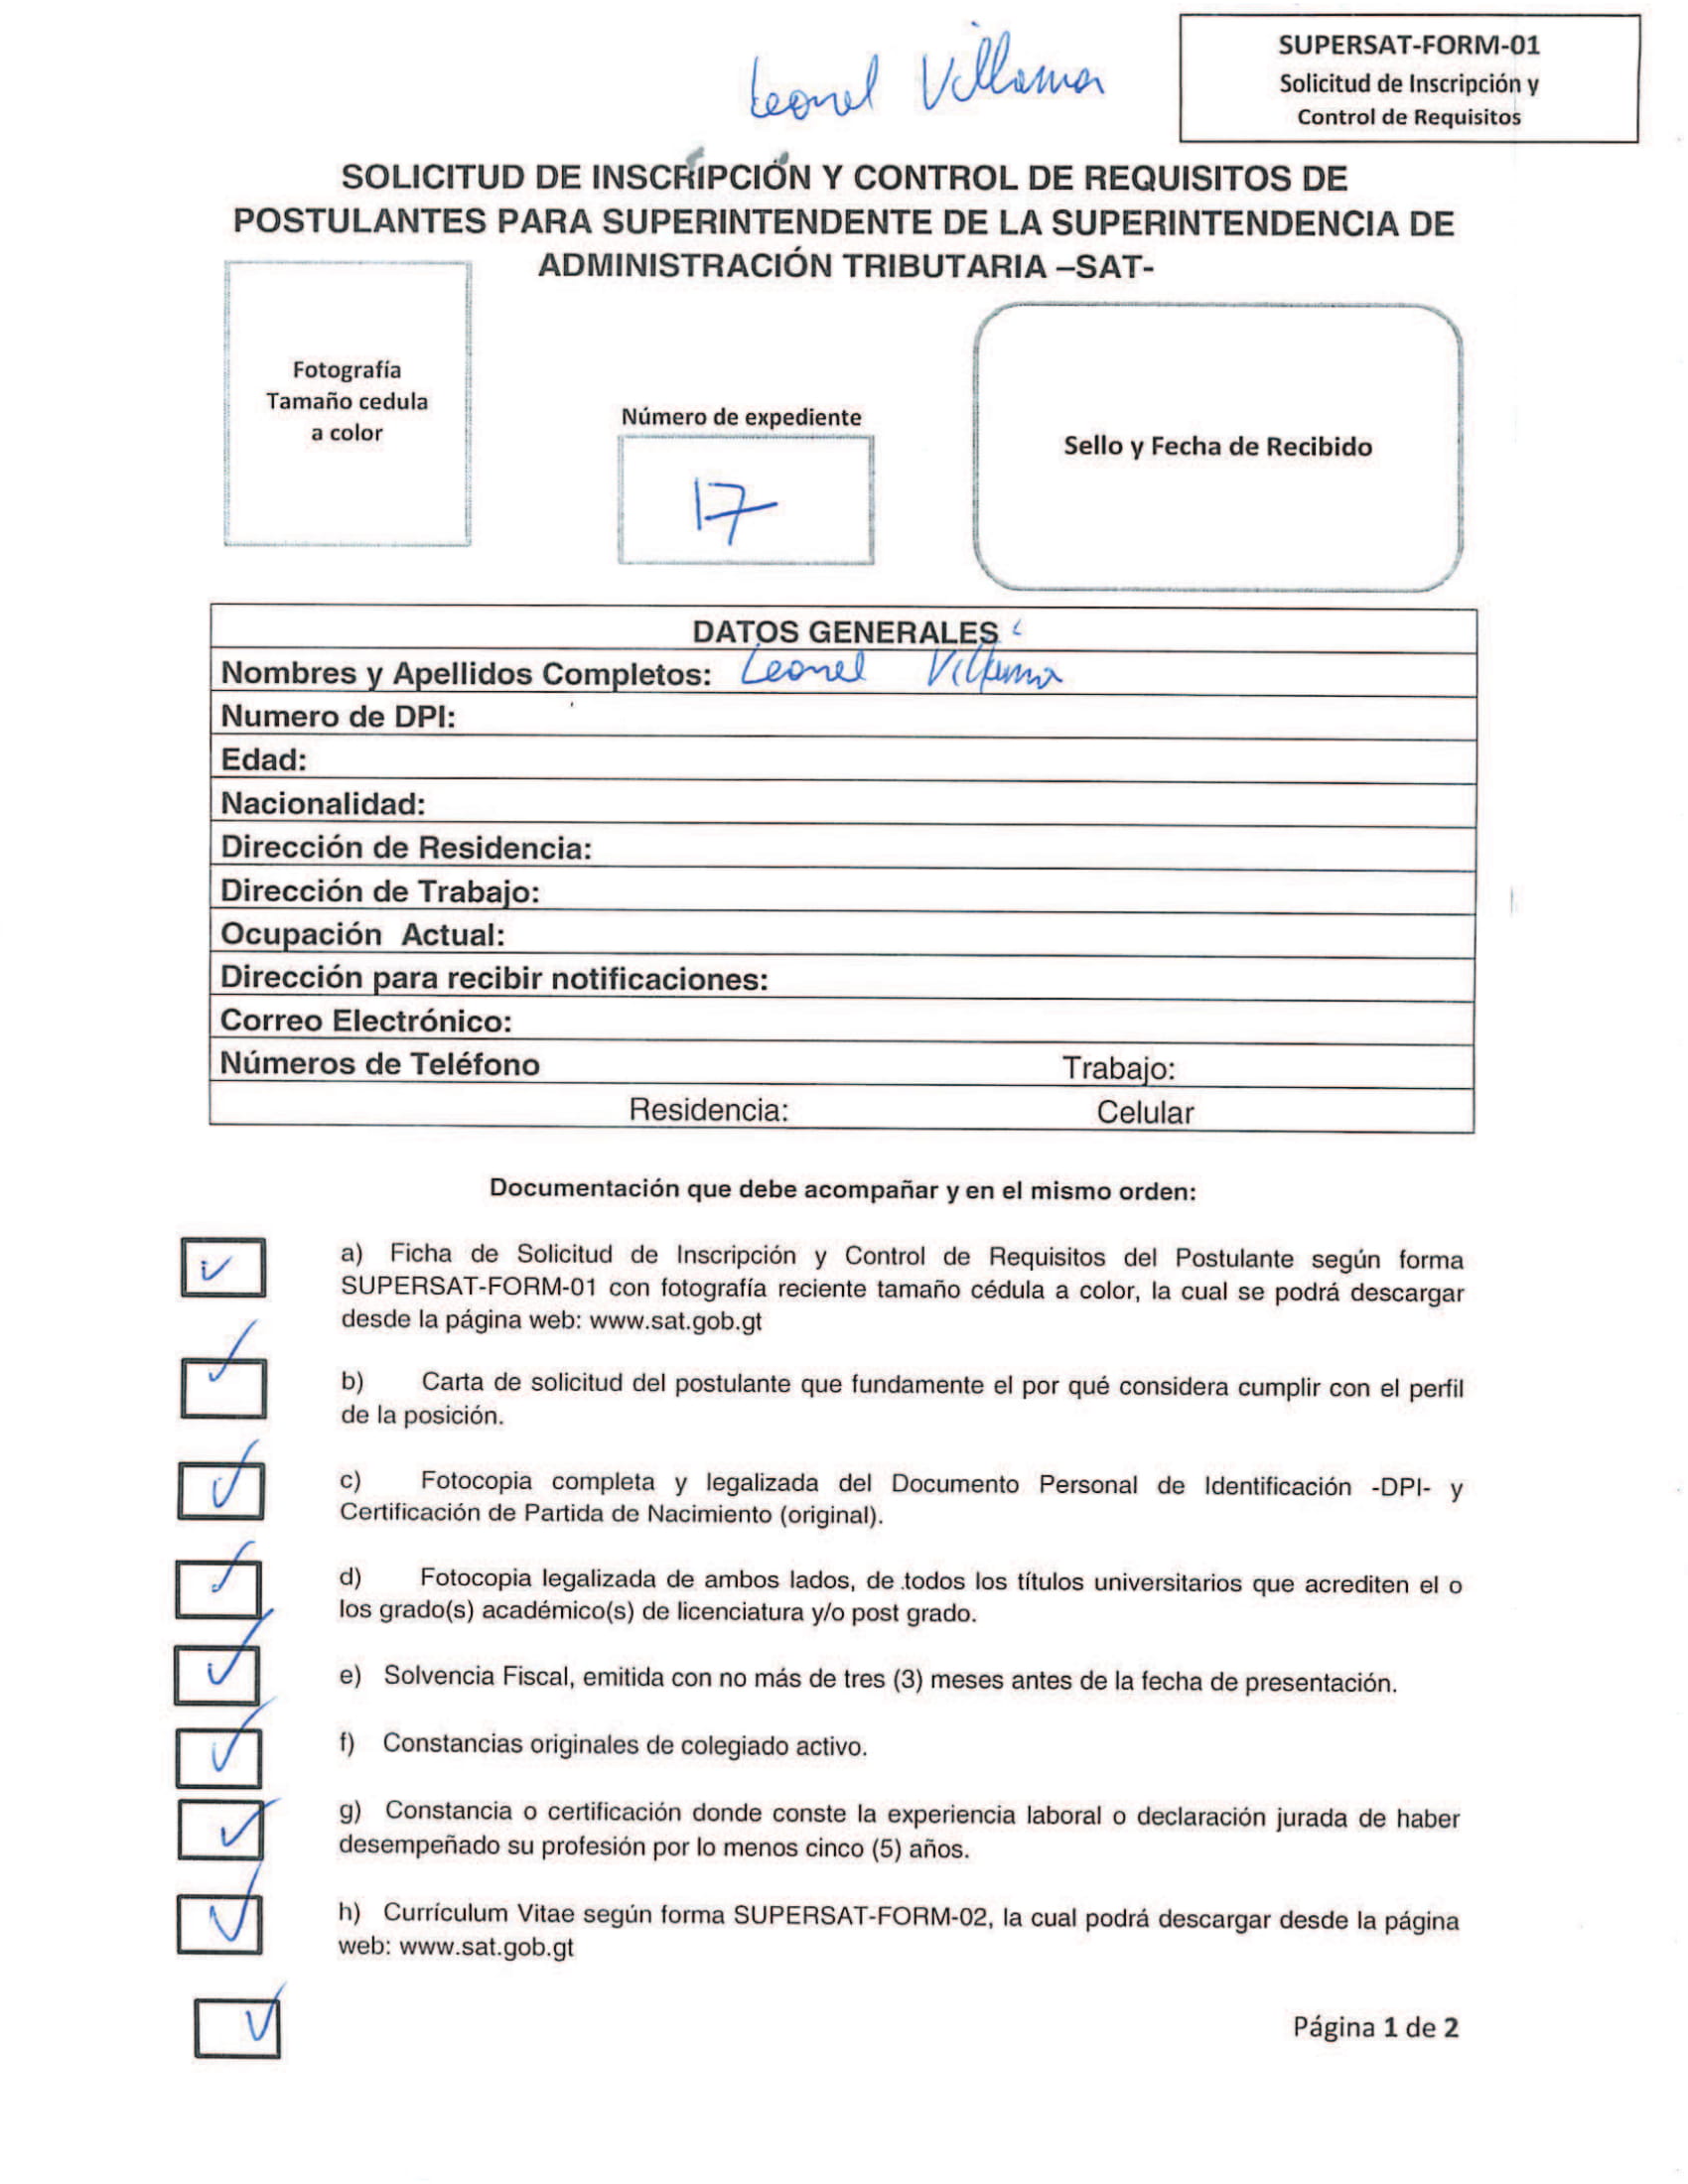 Leonel Villama
SUPERSAT-FORM-01
Solicitud de Inscripción y
Control de Requisitos
SOLICITUD DE INSCRIPCIÓN Y CONTROL DE REQUISITOS DE
POSTULANTES PARA SUPERINTENDENTE DE LA SUPERINTENDENCIA DE
ADMINISTRACIÓN TRIBUTARIA –SAT-
Fotografía
Tamaño cedula
a color
Número de expediente
17
Sello y Fecha de Recibido
DATOS GENERALES
Nombres y Apellidos Completos: Leonel
Numero de DPI:
Edad:
Nacionalidad:
Dirección de Residencia:
Dirección de Trabajo:
Ocupación Actual:
Dirección para recibir notificaciones:
Correo Electrónico:
Números de Teléfono Trabajo:
Residencia: Celular
Documentación que debe acompañar y en el mismo orden:
a) Ficha de Solicitud de Inscripción y Control de Requisitos del Postulante según forma
SUPERSAT-FORM-01 con fotografía reciente tamaño cédula a color, la cual se podrá descargar
desde la página web: www.sat.gob.gt
b) Carta de solicitud del postulante que fundamente el por qué considera cumplir con el perfil
de la posición.
c) Fotocopia completa y legalizada del Documento Personal de Identificación -DPI- y
Certificación de Partida de Nacimiento (original).
d) Fotocopia legalizada de ambos lados, de todos los títulos universitarios que acrediten el o
los grado(s) académico(s) de licenciatura y/o post grado.
e) Solvencia Fiscal, emitida con no más de tres (3) meses antes de la fecha de presentación.
f) Constancias originales de colegiado activo.
g) Constancia o certificación donde conste la experiencia laboral o declaración jurada de haber
desempeñado su profesión por lo menos cinco (5) años.
h) Currículum Vitae según forma SUPERSAT-FORM-02, la cual podrá descargar desde la página
web: www.sat.gob.gt
Página 1 de 2